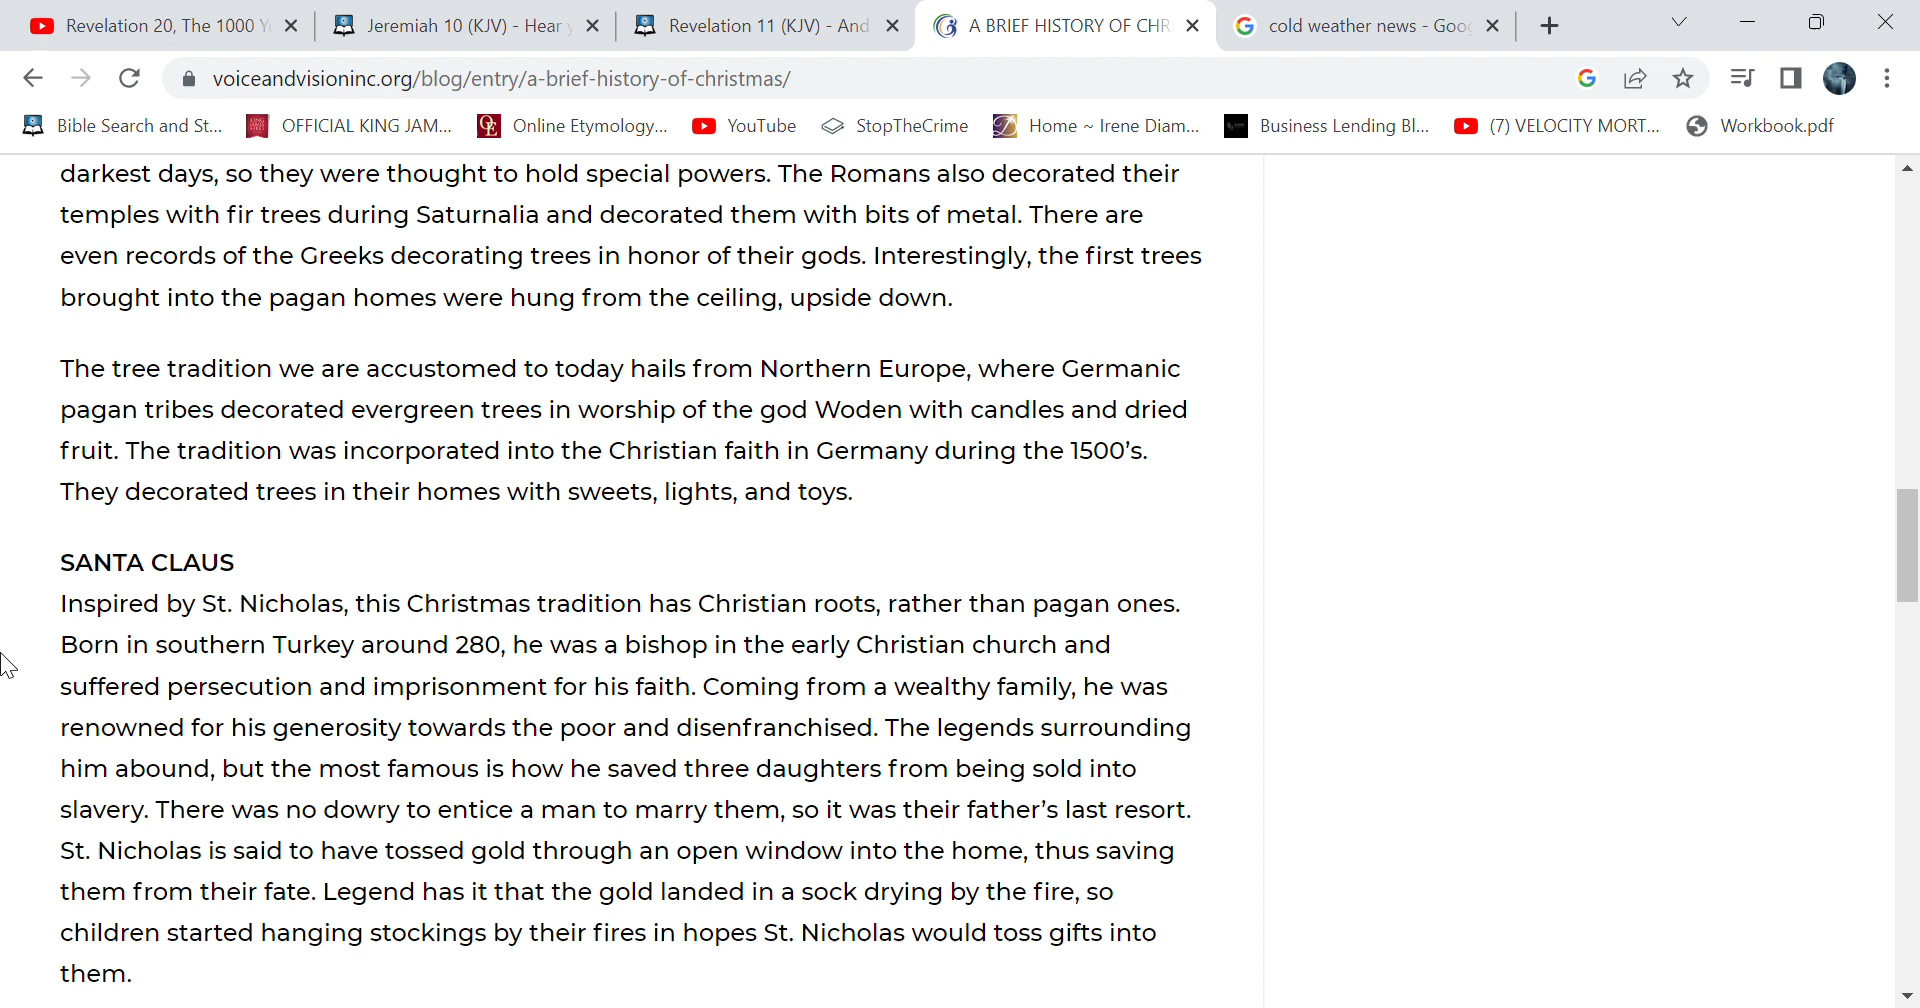 Revelation 20, The 1000 Y
Jeremiah 10 (KJV) - Hear y
Revelation 11 (KJV) - And
A BRIEF HISTORY OF CHR
cold weather news - Goog
voiceandvisioninc.org/blog/entry/a-brief-history-of-christmas/
Bible Search and St...
OFFICIAL KING JAM...
Online Etymology...
YouTube
StopTheCrime
Home ~ Irene Diam...
Business Lending Bl...
(7) VELOCITY MORT...
Workbook.pdf
darkest days, so they were thought to hold special powers. The Romans also decorated their
temples with fir trees during Saturnalia and decorated them with bits of metal. There are
even records of the Greeks decorating trees in honor of their gods. Interestingly, the first trees
brought into the pagan homes were hung from the ceiling, upside down.
The tree tradition we are accustomed to today hails from Northern Europe, where Germanic
pagan tribes decorated evergreen trees in worship of the god Woden with candles and dried
fruit. The tradition was incorporated into the Christian faith in Germany during the 1500’s.
They decorated trees in their homes with sweets, lights, and toys.
SANTA CLAUS
Inspired by St. Nicholas, this Christmas tradition has Christian roots, rather than pagan ones.
Born in southern Turkey around 280, he was a bishop in the early Christian church and
suffered persecution and imprisonment for his faith. Coming from a wealthy family, he was
renowned for his generosity towards the poor and disenfranchised. The legends surrounding
him abound, but the most famous is how he saved three daughters from being sold into
slavery. There was no dowry to entice a man to marry them, so it was their father’s last resort.
St. Nicholas is said to have tossed gold through an open window into the home, thus saving
them from their fate. Legend has it that the gold landed in a sock drying by the fire, so
children started hanging stockings by their fires in hopes St. Nicholas would toss gifts into
them.